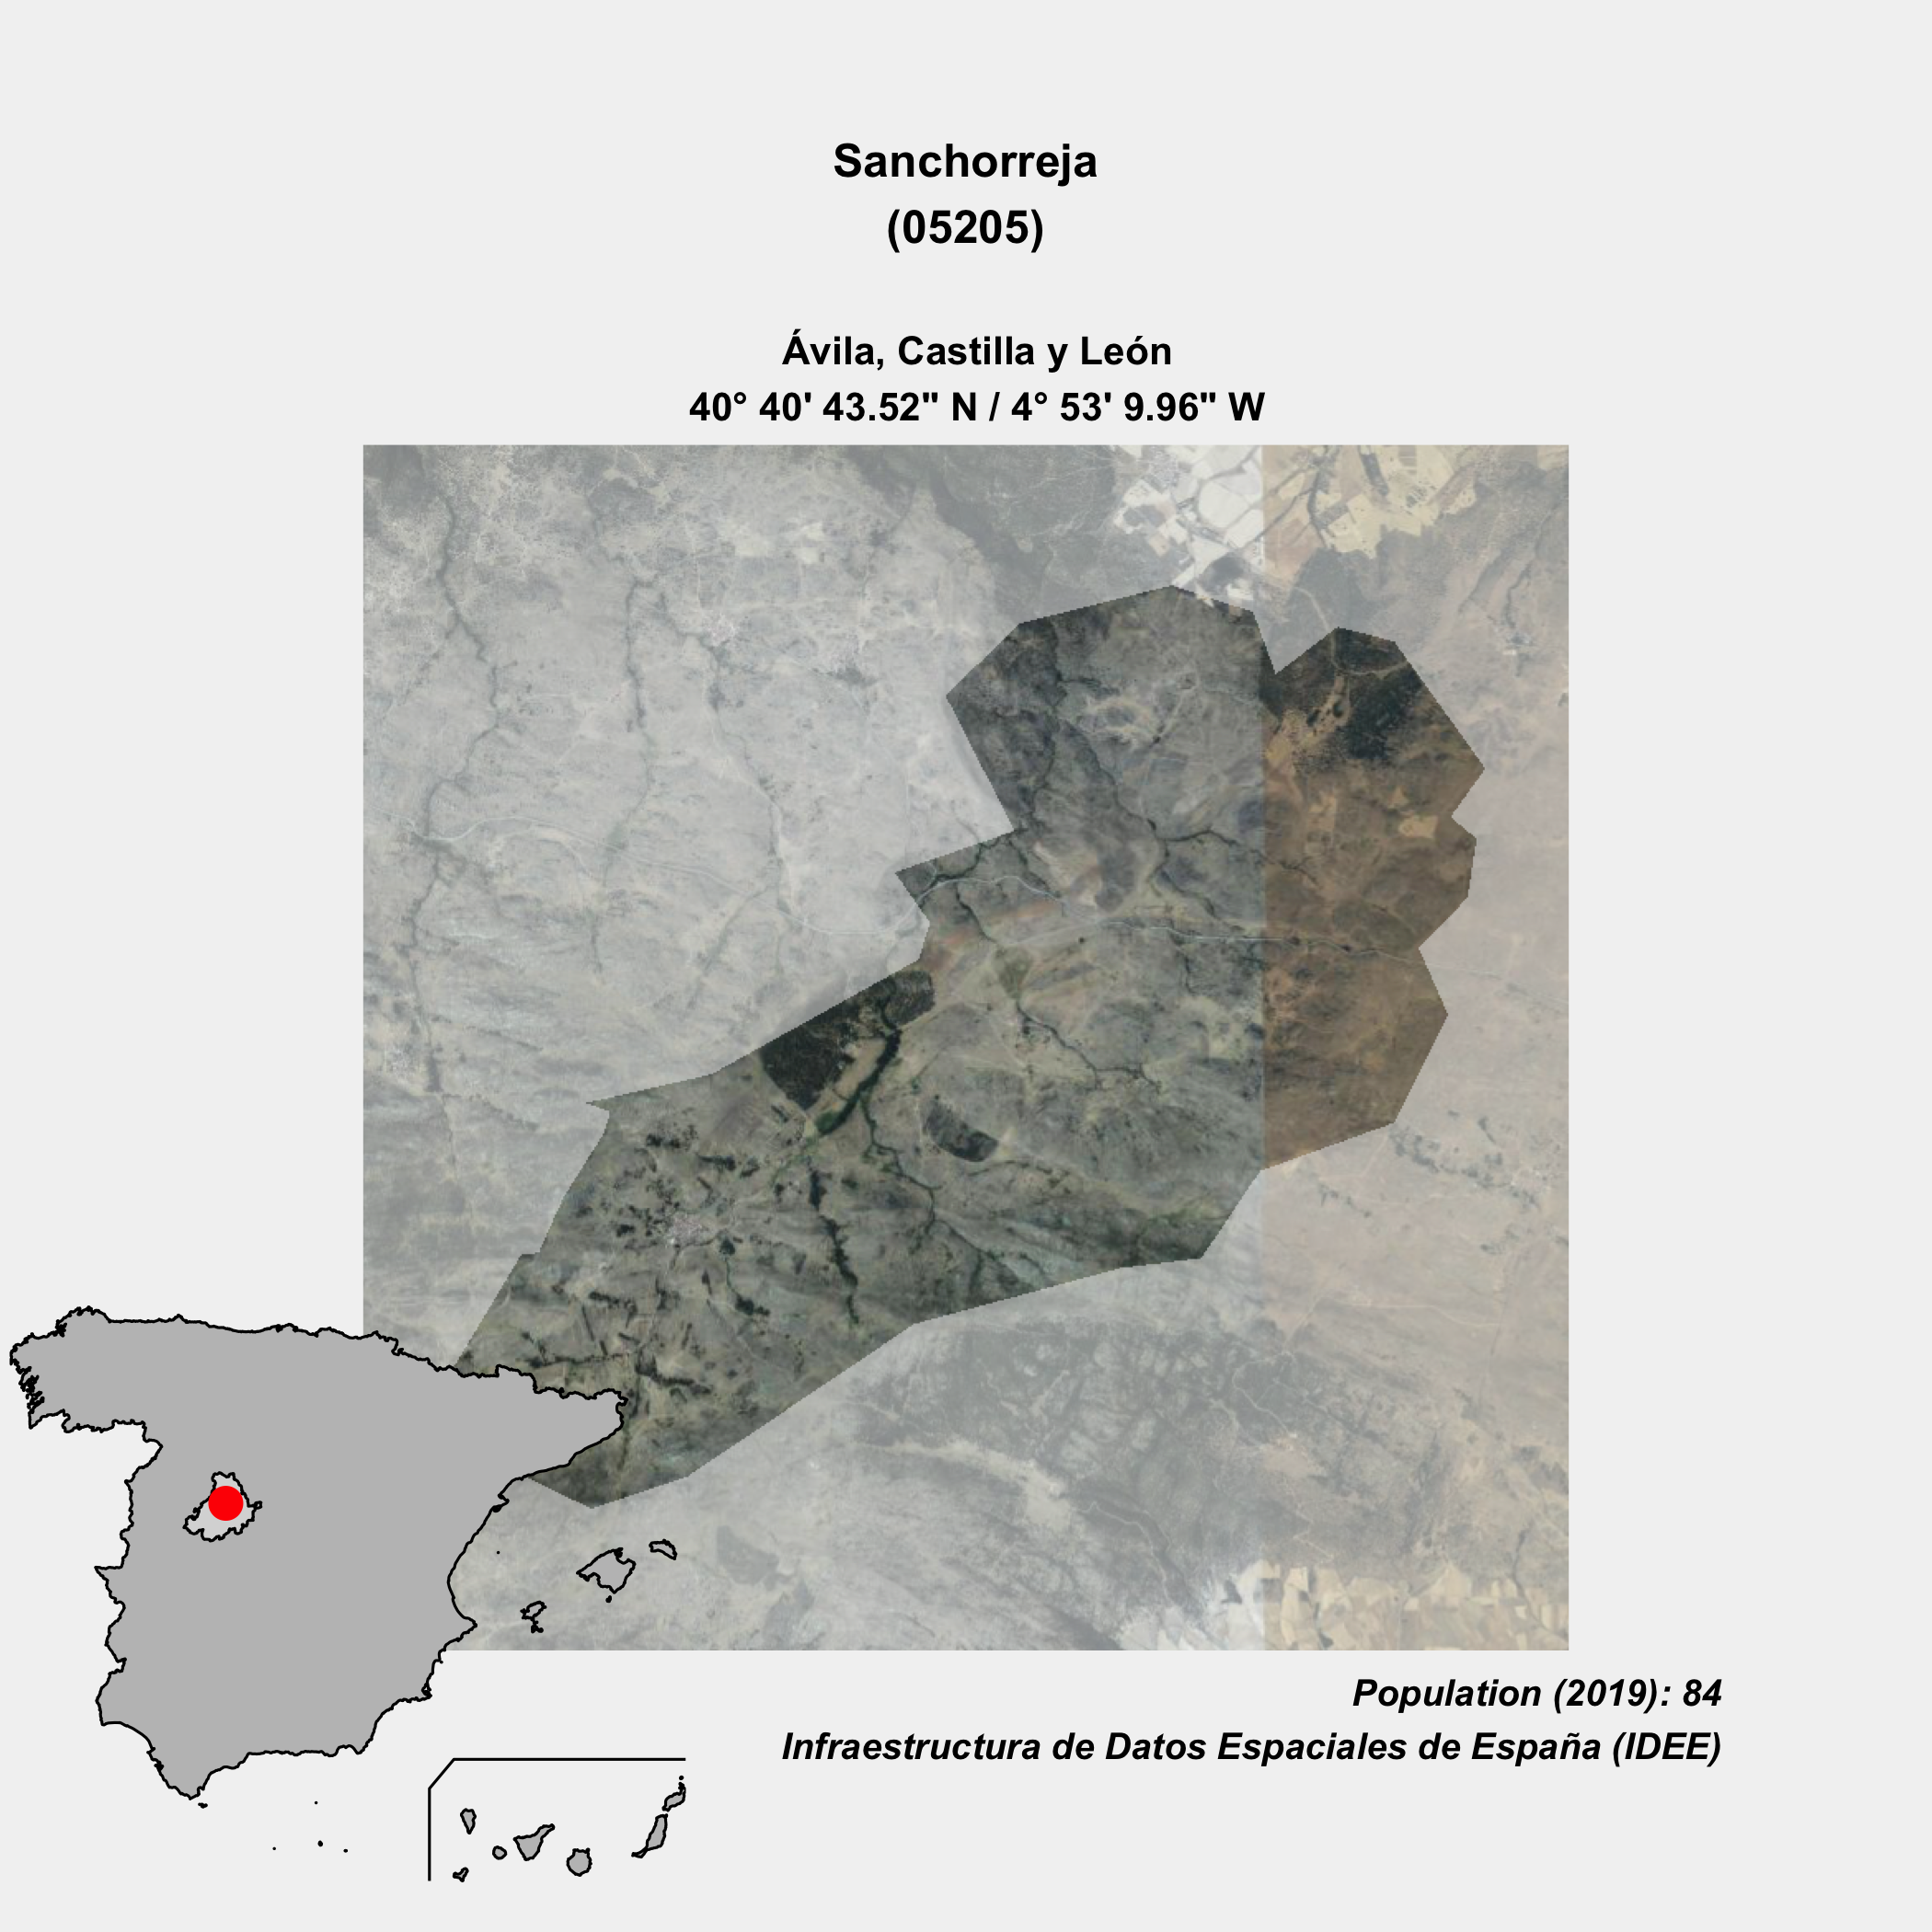 Sanchorreja
(05205)
Ávila, Castilla y León
40° 40' 43.52" N / 4° 53' 9.96" W
Population (2019): 84
Infraestructura de Datos Espaciales de España (IDEE)